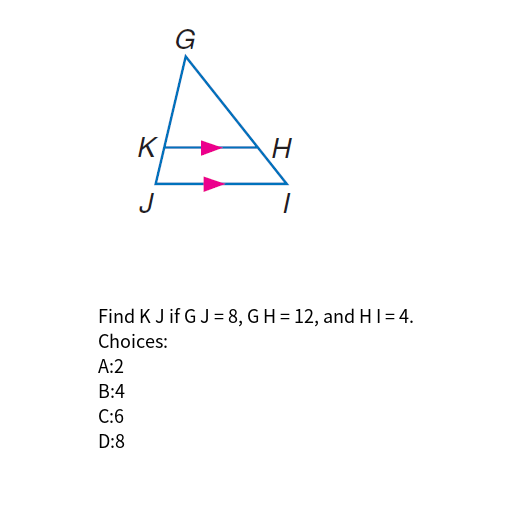 G
K H
J I
Find K J if G J = 8, G H = 12, and H I = 4.
Choices:
A:2
B:4
C:6
D:8